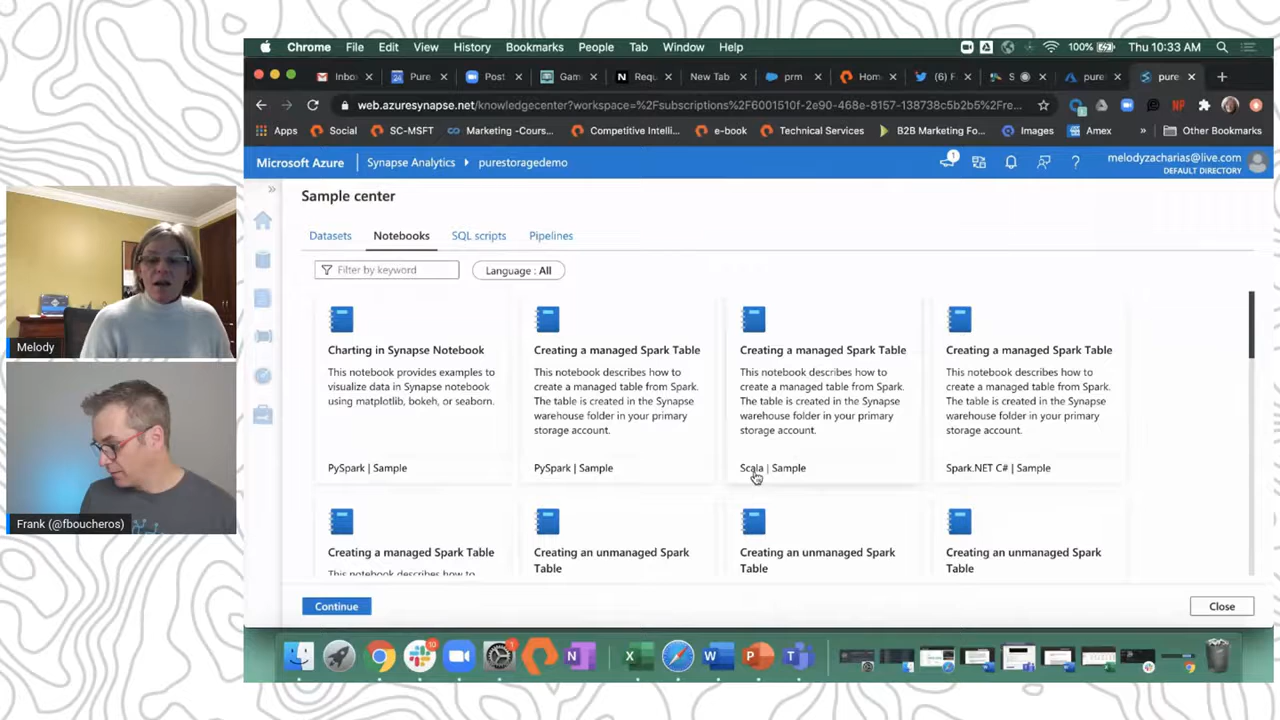 Chrome File Edit View History Bookmarks People Tab Window Help 100% Thu 10:33 AM
Inbo Pure Post Gam Requ New Tab prm Hom (6) F S pure pure
web.azuresynapse.net/knowledgecenter?workspace=%2Fsubscriptions%2F6001510f-2e90-468e-8157-138738c5b2b5%2Fre...
Apps Social SC-MSFT Marketing -Cours... Competitive Intelli... e-book Technical Services B2B Marketing Fo... Images Amex » Other Bookmarks
Microsoft Azure Synapse Analytics purestoragedemo 1 melodyzacharias@live.com
DEFAULT DIRECTORY
Sample center
Datasets Notebooks SQL scripts Pipelines
Filter by keyword Language : All
Charting in Synapse Notebook
This notebook provides examples to
visualize data in Synapse notebook
using matplotlib, bokeh, or seaborn.
PySpark | Sample
Creating a managed Spark Table
This notebook describes how to
create a managed table from Spark.
The table is created in the Synapse
warehouse folder in your primary
storage account.
PySpark | Sample
Creating a managed Spark Table
This notebook describes how to
create a managed table from Spark.
The table is created in the Synapse
warehouse folder in your primary
storage account.
Scala | Sample
Creating a managed Spark Table
This notebook describes how to
create a managed table from Spark.
The table is created in the Synapse
warehouse folder in your primary
storage account.
Spark.NET C# | Sample
Creating a managed Spark Table
This notebook describes how to
Creating an unmanaged Spark
Table
Creating an unmanaged Spark
Table
Creating an unmanaged Spark
Table
Continue Close
Melody
Frank (@fboucheros)